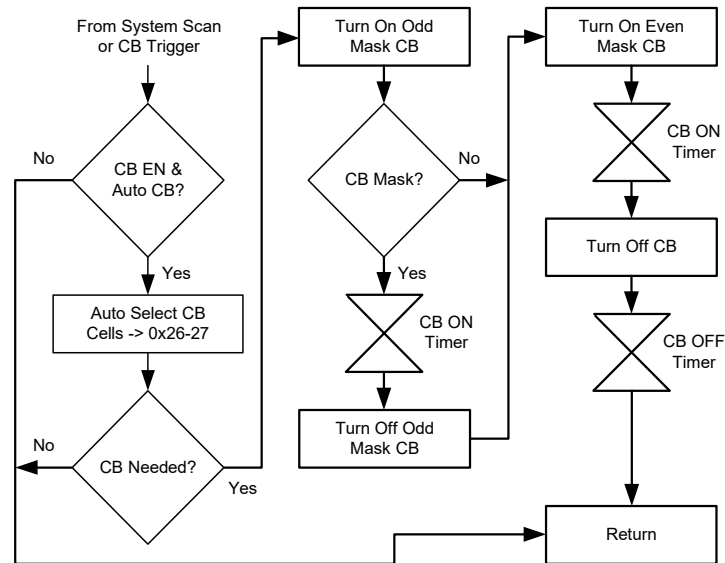 From System Scan
or CB Trigger
No
CB EN &
Auto CB?
Yes
Auto Select CB
Cells -> 0x26-27
No
CB Needed?
Yes
Turn On Odd
Mask CB
CB Mask?
No
Yes
CB ON
Timer
Turn Off Odd
Mask CB
Turn On Even
Mask CB
CB ON
Timer
Turn Off CB
CB OFF
Timer
Return